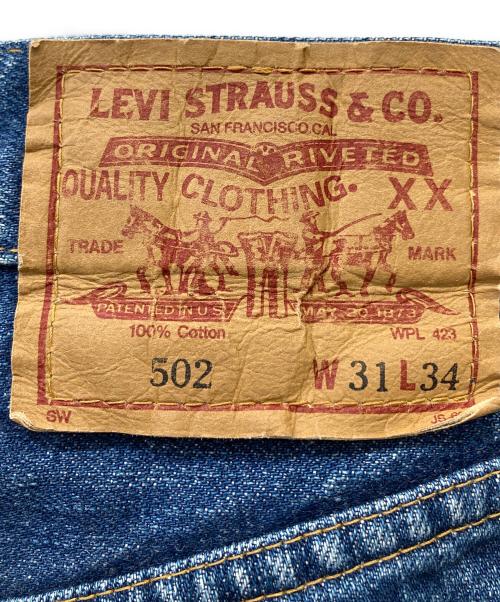 LEVI STRAUSS & CO.
SAN FRANCISCO, CAL.
ORIGINAL RIVETED
QUALITY CLOTHING. XX
TRADE MARK
PATENTED IN U.S. MAY 20 1873
100% Cotton WPL 423
502 W 31 L 34
SW